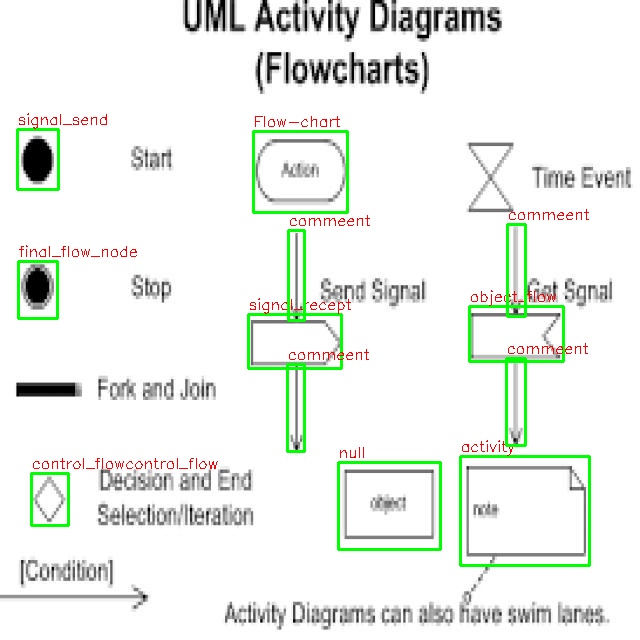 UML Activity Diagrams
(Flowcharts)
signal_send
Flow-chart
Start
Action
Time Event
commeent
commeent
final_flow_node
Stop
Send Signal
Get Sgnal
signal_recept
object_flow
commeent
commeent
Fork and Join
control_flowcontrol_flow
null
activity
Decision and End
Selection/Iteration
object
note
[Condition]
Activity Diagrams can also have swim lanes.